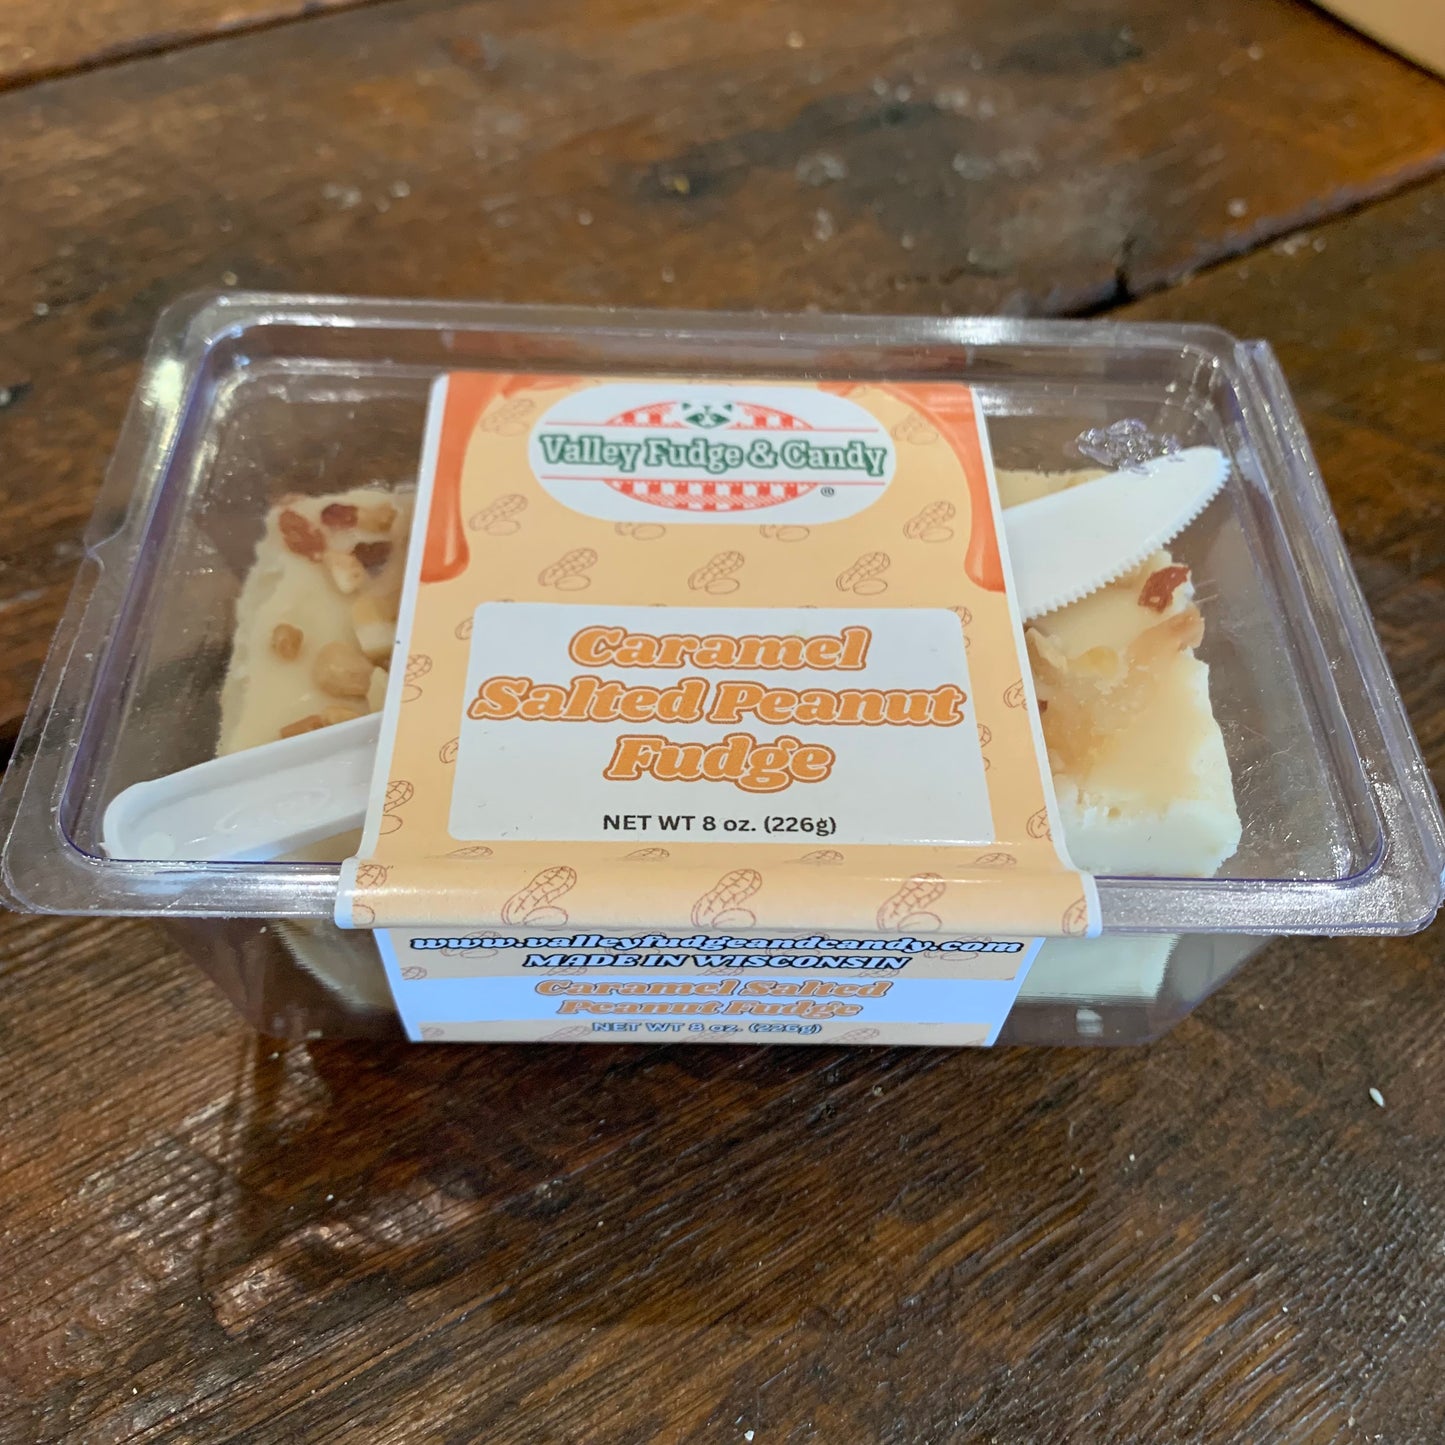 Valley Fudge & Candy
®
Caramel
Salted Peanut
Fudge
NET WT 8 oz. (226g)
www.valleyfudgeandcandy.com
MADE IN WISCONSIN
Caramel Salted
Peanut Fudge
NET WT 8 oz. (226g)